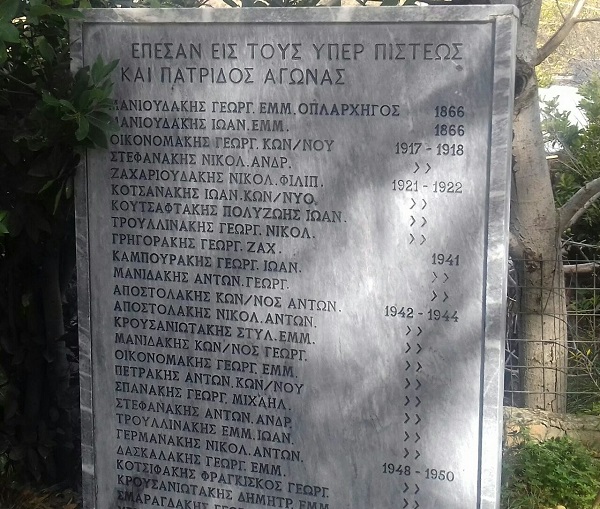 ΕΠΕΣΑΝ ΕΙΣ ΤΟΥΣ ΥΠΕΡ ΠΙΣΤΕΩΣ
ΚΑΙ ΠΑΤΡΙΔΟΣ ΑΓΩΝΑΣ
ΜΑΝΙΟΥΔΑΚΗΣ ΓΕΩΡΓ. ΕΜΜ. ΟΠΛΑΡΧΗΓΟΣ 1866
ΜΑΝΙΟΥΔΑΚΗΣ ΙΩΑΝ. ΕΜΜ. 1866
ΟΙΚΟΝΟΜΑΚΗΣ ΓΕΩΡΓ. ΚΩΝ/ΝΟΥ 1917 - 1918
ΣΤΕΦΑΝΑΚΗΣ ΝΙΚΟΛ. ΑΝΔΡ. >>
ΖΑΧΑΡΙΟΥΔΑΚΗΣ ΝΙΚΟΛ. ΦΙΛΙΠ. 1921 - 1922
ΚΟΤΣΑΝΑΚΗΣ ΙΩΑΝ. ΚΩΝ/ΝΥΟ. >>
ΚΟΥΤΣΑΦΤΑΚΗΣ ΠΟΛΥΖΩΗΣ ΙΩΑΝ. >>
ΤΡΟΥΛΛΙΝΑΚΗΣ ΓΕΩΡΓ. ΝΙΚΟΛ. >>
ΓΡΗΓΟΡΑΚΗΣ ΓΕΩΡΓ. ΖΑΧ. 1941
ΚΑΜΠΟΥΡΑΚΗΣ ΓΕΩΡΓ. ΙΩΑΝ. >>
ΜΑΝΙΔΑΚΗΣ ΑΝΤΩΝ. ΓΕΩΡΓ. >>
ΑΠΟΣΤΟΛΑΚΗΣ ΚΩΝ/ΝΟΣ ΑΝΤΩΝ. 1942 - 1944
ΑΠΟΣΤΟΛΑΚΗΣ ΝΙΚΟΛ. ΑΝΤΩΝ. >>
ΚΡΟΥΣΑΝΙΩΤΑΚΗΣ ΣΤΥΛ. ΕΜΜ. >>
ΜΑΝΙΔΑΚΗΣ ΚΩΝ/ΝΟΣ ΓΕΩΡΓ. >>
ΟΙΚΟΝΟΜΑΚΗΣ ΓΕΩΡΓ. ΕΜΜ. >>
ΠΕΤΡΑΚΗΣ ΑΝΤΩΝ. ΚΩΝ/ΝΟΥ >>
ΣΠΑΝΑΚΗΣ ΓΕΩΡΓ. ΜΙΧΑΗΛ. >>
ΣΤΕΦΑΝΑΚΗΣ ΑΝΤΩΝ. ΑΝΔΡ. >>
ΤΡΟΥΛΛΙΝΑΚΗΣ ΕΜΜ. ΙΩΑΝ. >>
ΓΕΡΜΑΝΑΚΗΣ ΝΙΚΟΛ. ΑΝΤΩΝ. 1948 - 1950
ΔΑΣΚΑΛΑΚΗΣ ΓΕΩΡΓ. ΕΜΜ. >>
ΚΟΤΣΙΦΑΚΗΣ ΦΡΑΓΚΙΣΚΟΣ ΓΕΩΡΓ. >>
ΚΡΟΥΣΑΝΙΩΤΑΚΗΣ ΔΗΜΗΤΡ. ΕΜΜ.
ΣΜΑΡΑΓΔΑΚΗΣ